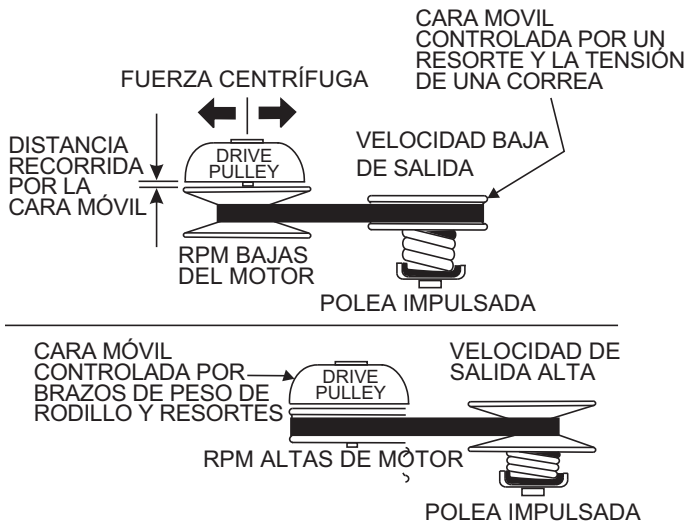 CARA MOVIL
CONTROLADA POR UN
RESORTE Y LA TENSIÓN
DE UNA CORREA
FUERZA CENTRÍFUGA
DISTANCIA
RECORRIDA
POR LA
CARA MÓVIL
DRIVE
PULLEY
VELOCIDAD BAJA
DE SALIDA
RPM BAJAS
DEL MOTOR
POLEA IMPULSADA
CARA MÓVIL
CONTROLADA POR
BRAZOS DE PESO DE
RODILLO Y RESORTES
DRIVE
PULLEY
VELOCIDAD DE
SALIDA ALTA
RPM ALTAS DE MOTOR
POLEA IMPULSADA